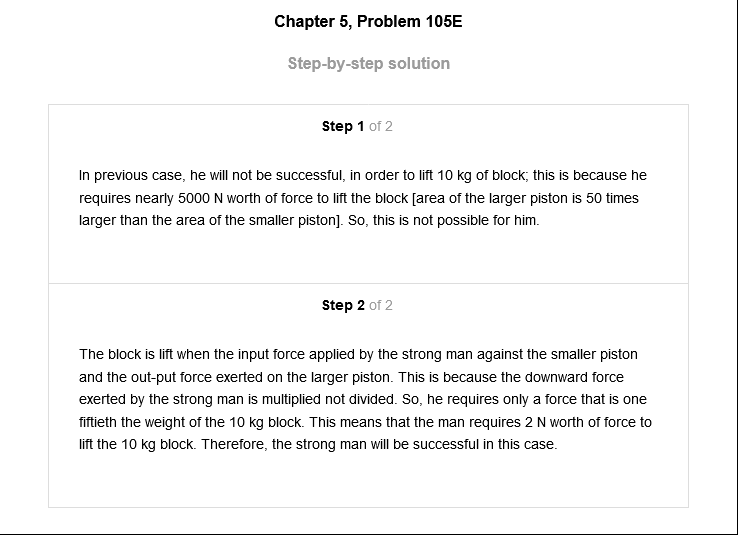 Chapter 5, Problem 105E
Step-by-step solution
Step 1 of 2
In previous case, he will not be successful, in order to lift 10 kg of block; this is because he
requires nearly 5000 N worth of force to lift the block [area of the larger piston is 50 times
larger than the area of the smaller piston]. So, this is not possible for him.
Step 2 of 2
The block is lift when the input force applied by the strong man against the smaller piston
and the out-put force exerted on the larger piston. This is because the downward force
exerted by the strong man is multiplied not divided. So, he requires only a force that is one
fiftieth the weight of the 10 kg block. This means that the man requires 2 N worth of force to
lift the 10 kg block. Therefore, the strong man will be successful in this case.